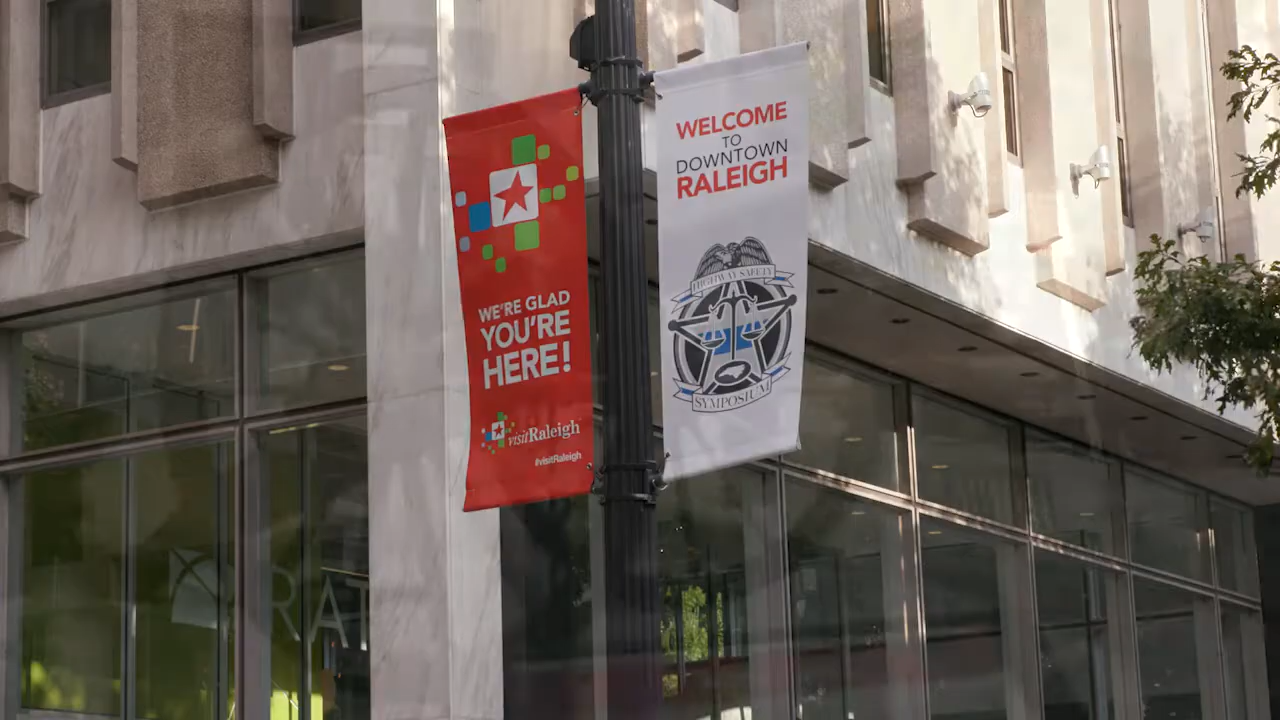 WE'RE GLAD
YOU'RE
HERE!
visitRaleigh
#visitRaleigh
WELCOME
TO
DOWNTOWN
RALEIGH
HIGHWAY SAFETY
SYMPOSIUM